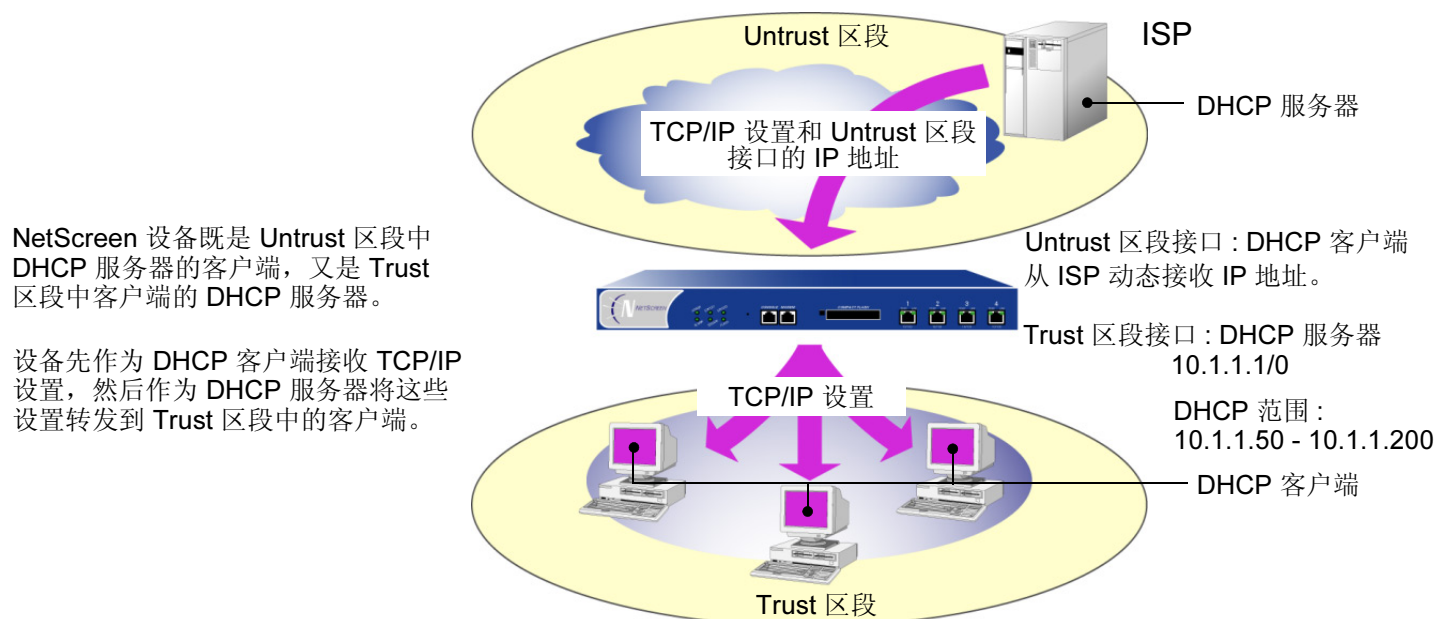 Untrust 区段
ISP
DHCP 服务器
TCP/IP 设置和 Untrust 区段
接口的 IP 地址
NetScreen 设备既是 Untrust 区段中
DHCP 服务器的客户端，又是 Trust
区段中客户端的 DHCP 服务器。
设备先作为 DHCP 客户端接收 TCP/IP
设置，然后作为 DHCP 服务器将这些
设置转发到 Trust 区段中的客户端。
Untrust 区段接口 : DHCP 客户端
从 ISP 动态接收 IP 地址。
NETSCREEN
1 2 3 4
Trust 区段接口 : DHCP 服务器
10.1.1.1/0
DHCP 范围 :
10.1.1.50 - 10.1.1.200
TCP/IP 设置
DHCP 客户端
Trust 区段